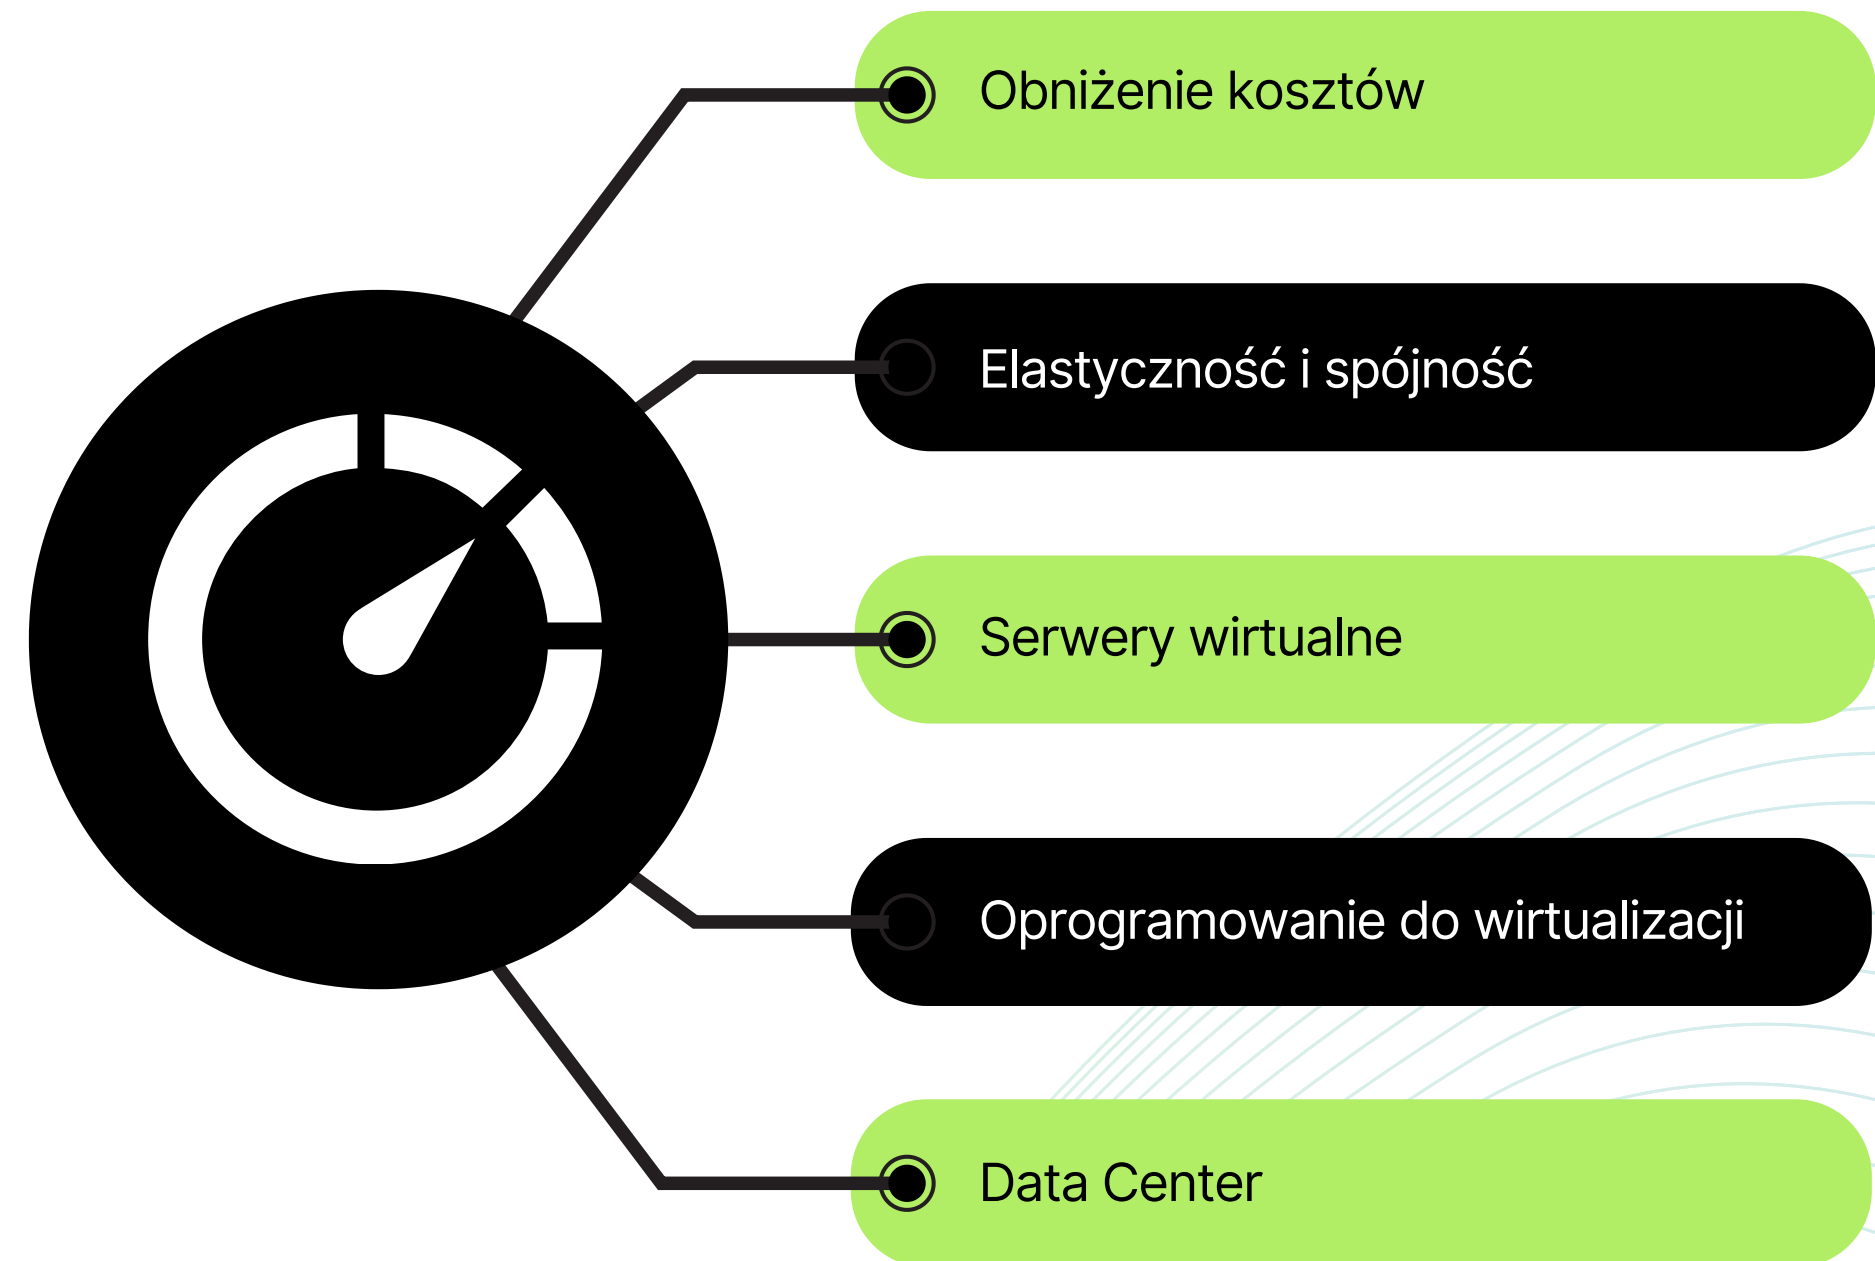 Obniżenie kosztów
Elastyczność i spójność
Serwery wirtualne
Oprogramowanie do wirtualizacji
Data Center